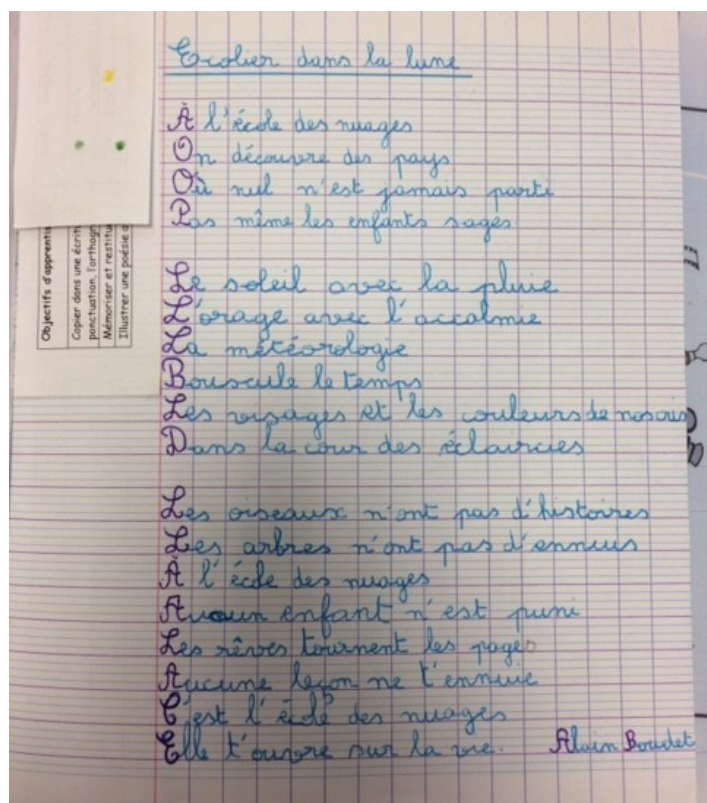 Ecolier dans la lune
À l'école des nuages
On découvre des pays
Où nul n'est jamais parti
Pas même les enfants sages
Le soleil avec la pluie
L'orage avec l'accalmie
La météorologie
Bouscule le temps
Les visages et les couleurs de nos cris
Dans la cour des éclaircies
Les oiseaux n'ont pas d'histoires
Les arbres n'ont pas d'ennuis
À l'école des nuages
Aucun enfant n'est puni
Les rêves tournent les pages
Aucune leçon ne t'ennuie
C'est l'école des nuages
Elle t'ouvre sur la vie. Alain Boudet
Objectifs d'apprentis
Copier dans une écrit
ponctuation, l'orthogr
Mémoriser et restitu
Illustrer une poésie a